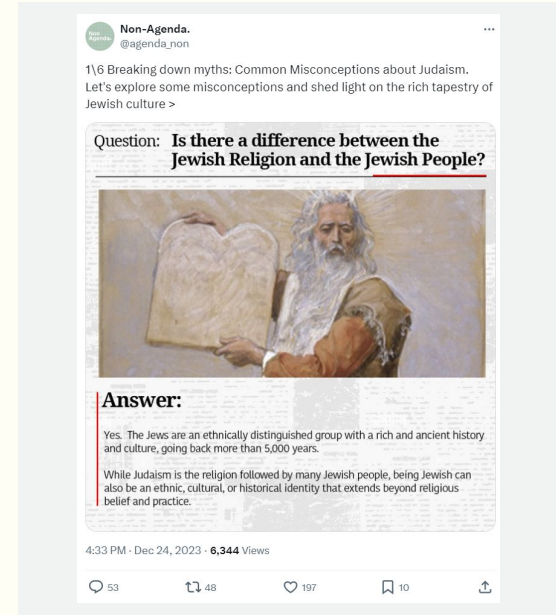 Non-Agenda.
@agenda_non
1\6 Breaking down myths: Common Misconceptions about Judaism.
Let's explore some misconceptions and shed light on the rich tapestry of
Jewish culture >
Question: Is there a difference between the
Jewish Religion and the Jewish People?
Answer:
Yes. The Jews are an ethnically distinguished group with a rich and ancient history
and culture, going back more than 5,000 years.
While Judaism is the religion followed by many Jewish people, being Jewish can
also be an ethnic, cultural, or historical identity that extends beyond religious
belief and practice.
4:33 PM · Dec 24, 2023 · 6,344 Views
53 48 197 10